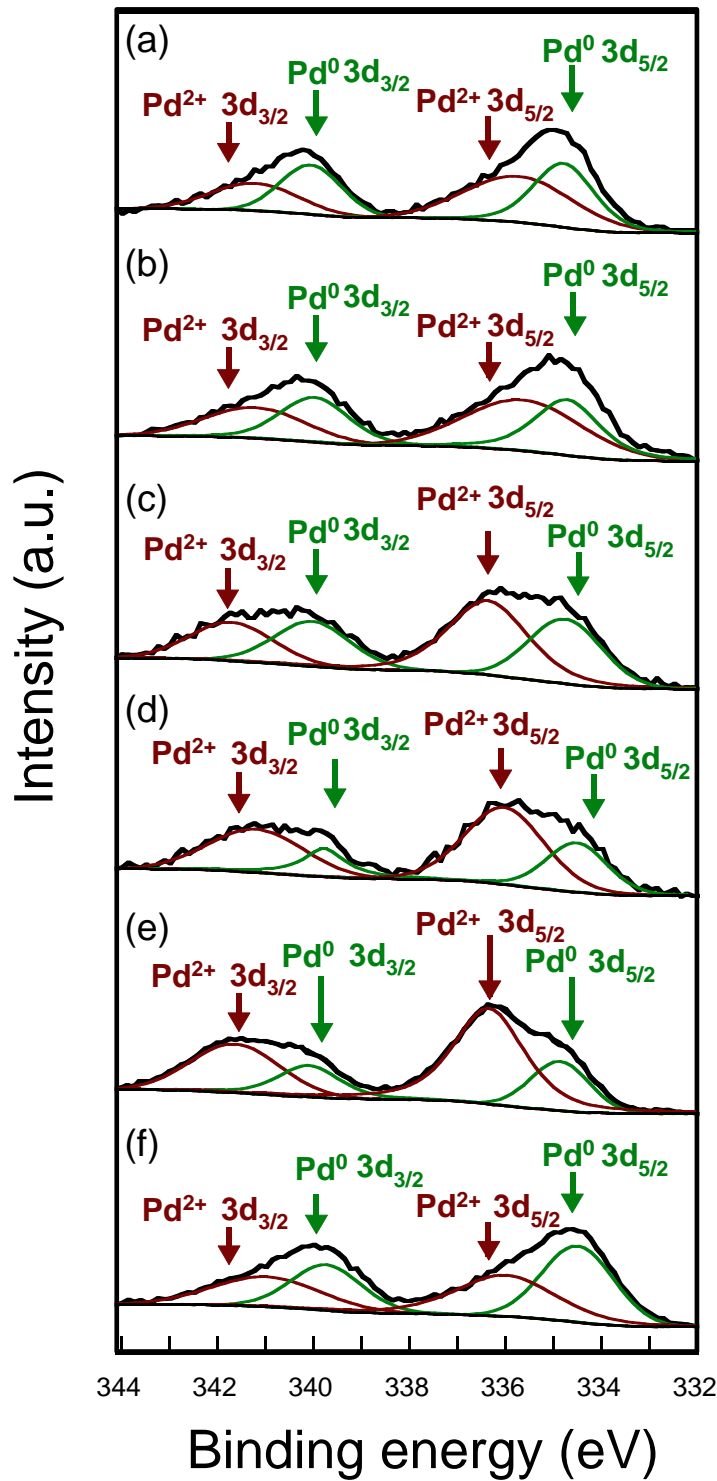 (a)
Pd⁰ 3d₃/₂
Pd⁰ 3d₅/₂
Pd²⁺ 3d₃/₂
Pd²⁺ 3d₅/₂
(b)
Pd⁰ 3d₃/₂
Pd⁰ 3d₅/₂
Pd²⁺ 3d₃/₂
Pd²⁺ 3d₅/₂
(c)
Pd²⁺ 3d₅/₂
Pd⁰ 3d₃/₂
Pd⁰ 3d₅/₂
Pd²⁺ 3d₃/₂
(d)
Pd⁰ 3d₃/₂
Pd²⁺ 3d₅/₂
Pd²⁺ 3d₃/₂
Pd⁰ 3d₅/₂
(e)
Pd²⁺ 3d₅/₂
Pd²⁺ 3d₃/₂
Pd⁰ 3d₃/₂
Pd⁰ 3d₅/₂
(f)
Pd⁰ 3d₃/₂
Pd⁰ 3d₅/₂
Pd²⁺ 3d₃/₂
Pd²⁺ 3d₅/₂
Intensity (a.u.)
344 342 340 338 336 334 332
Binding energy (eV)